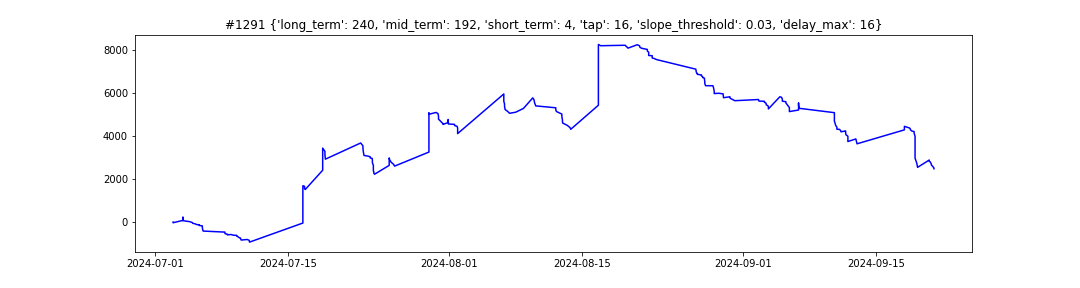 #1291 {'long_term': 240, 'mid_term': 192, 'short_term': 4, 'tap': 16, 'slope_threshold': 0.03, 'delay_max': 16}
8000
6000
4000
2000
0
2024-07-01 2024-07-15 2024-08-01 2024-08-15 2024-09-01 2024-09-15